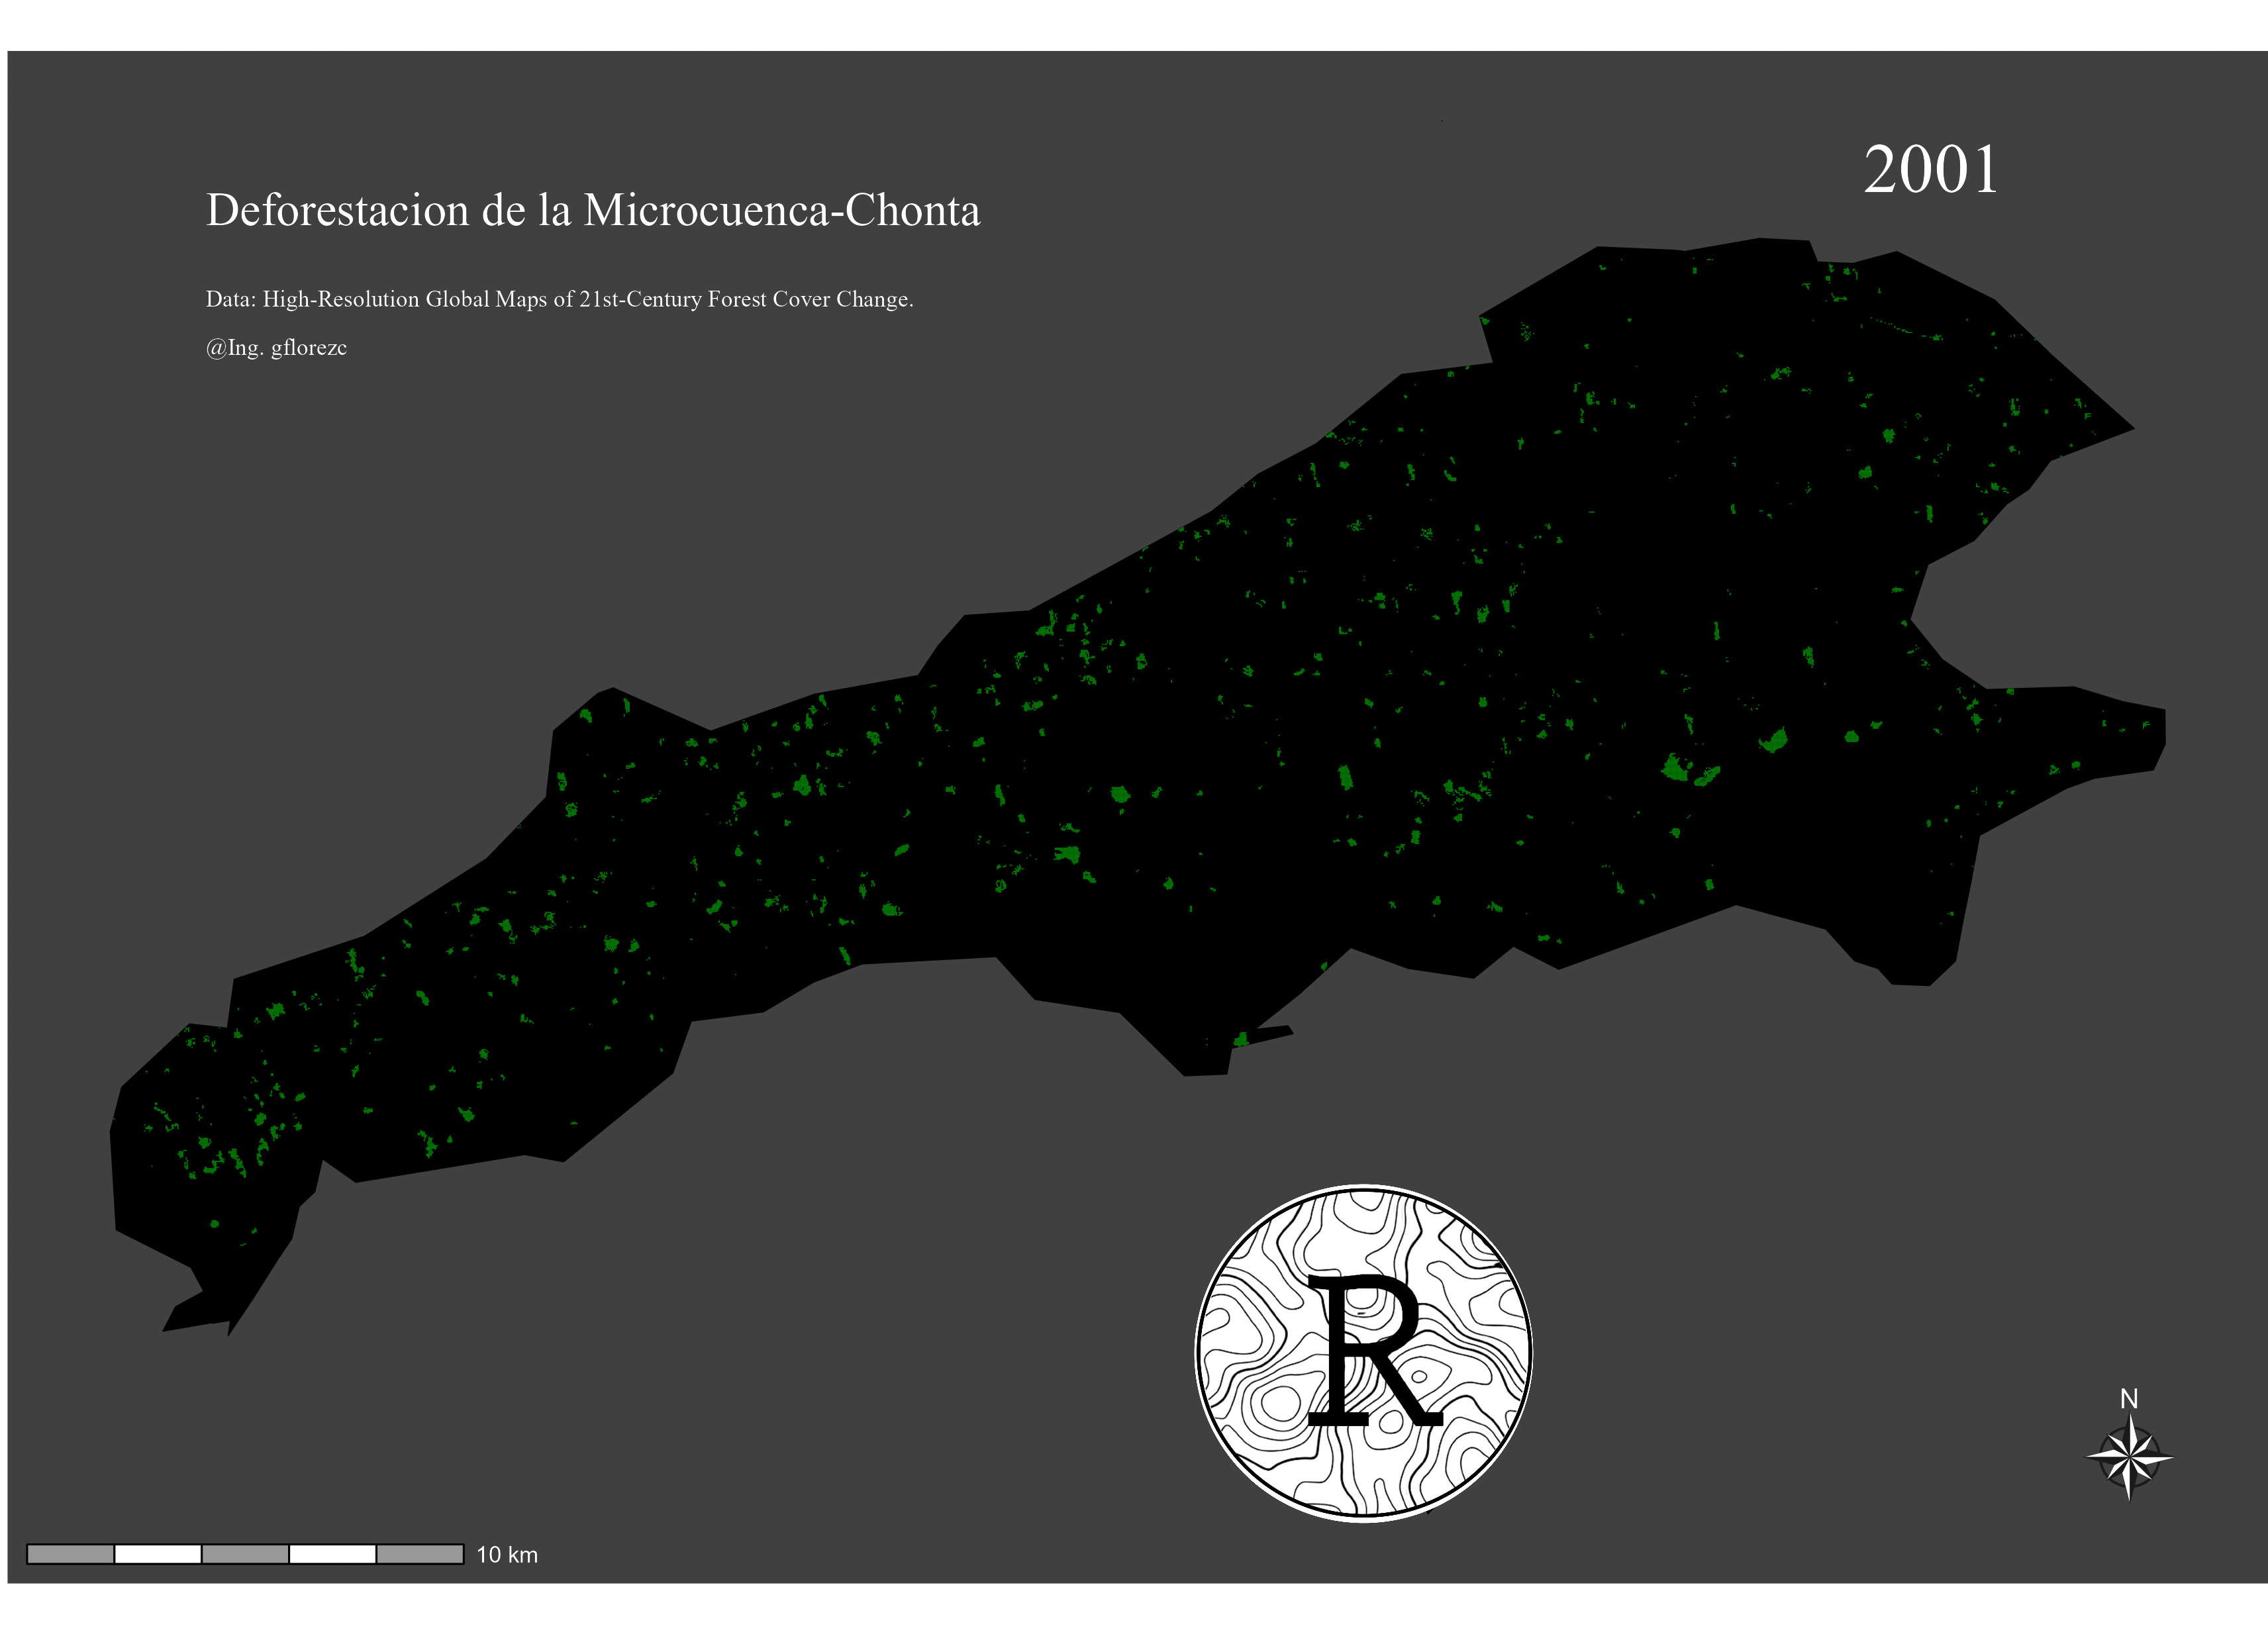 2001
Deforestacion de la Microcuenca-Chonta
Data: High-Resolution Global Maps of 21st-Century Forest Cover Change.
@Ing. gflorezc
R
N
10 km